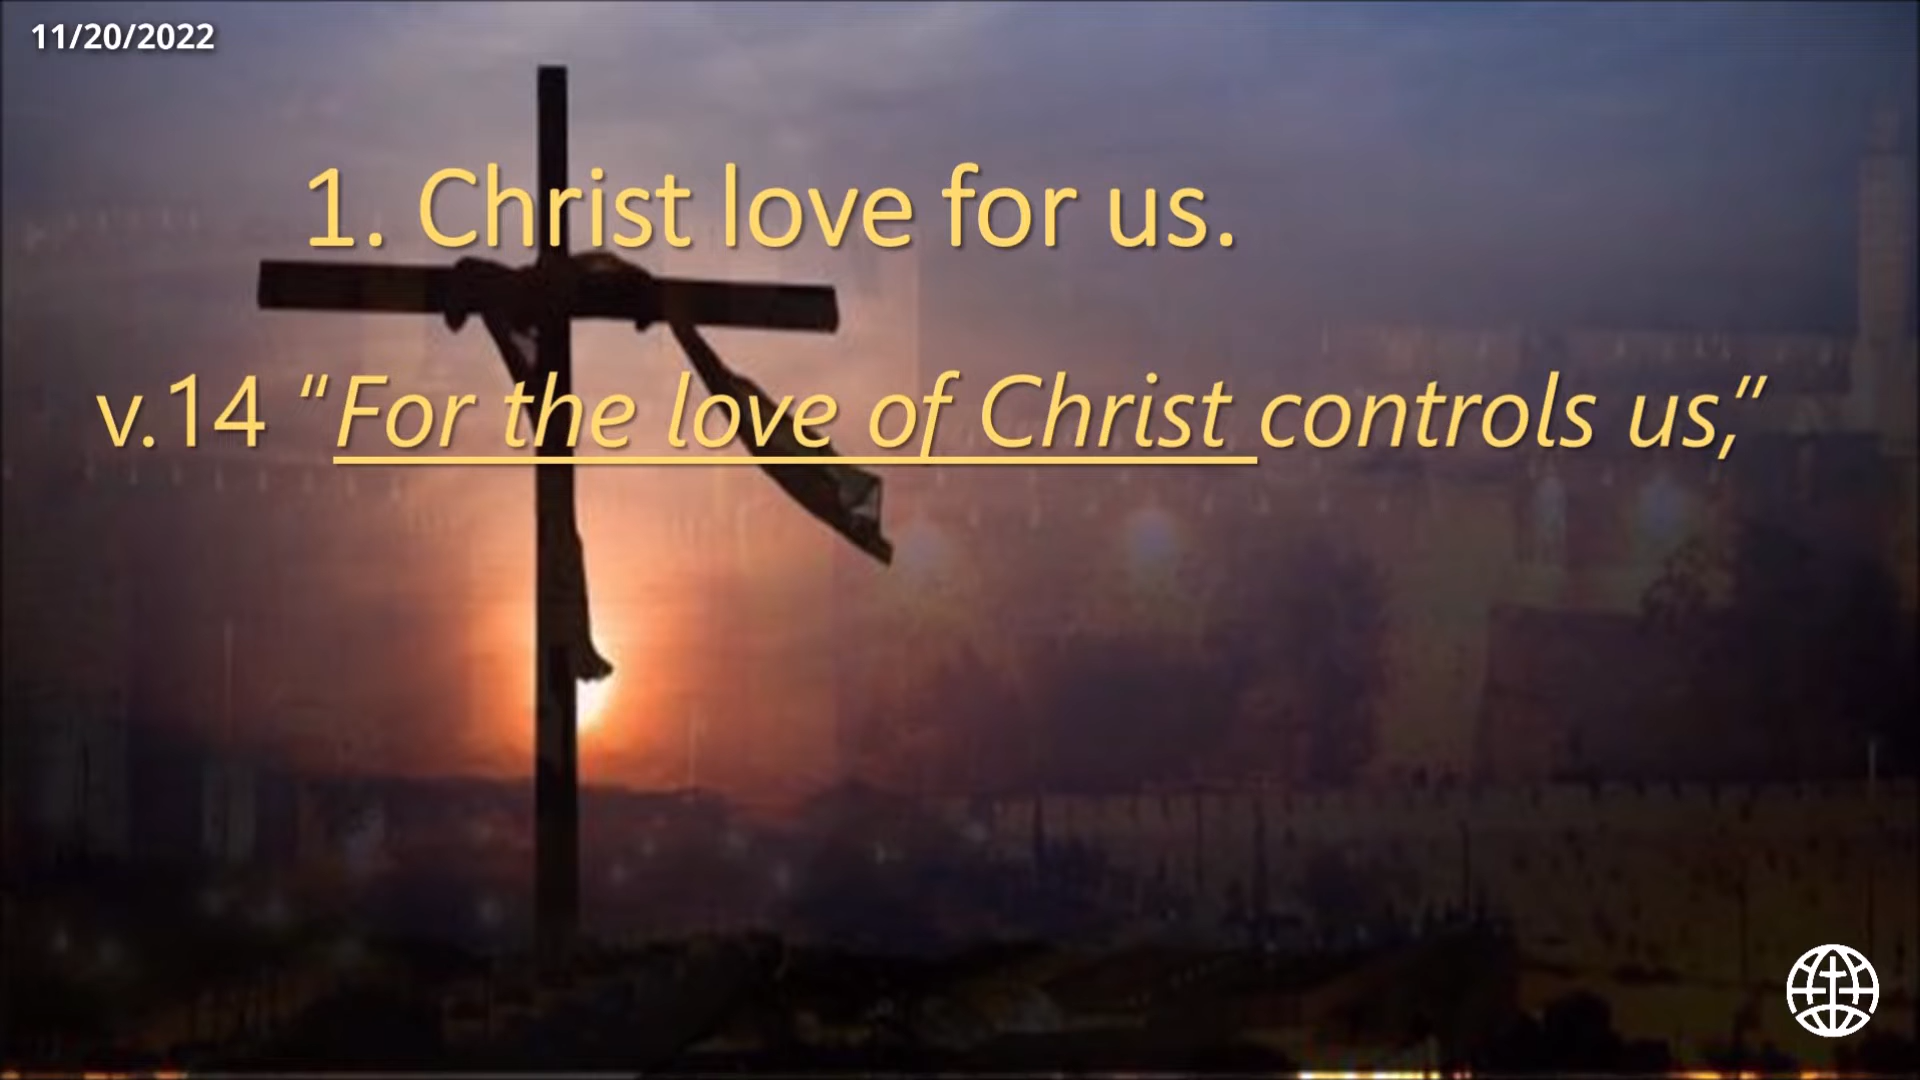 11/20/2022
1. Christ love for us.
v.14 “For the love of Christ controls us,”